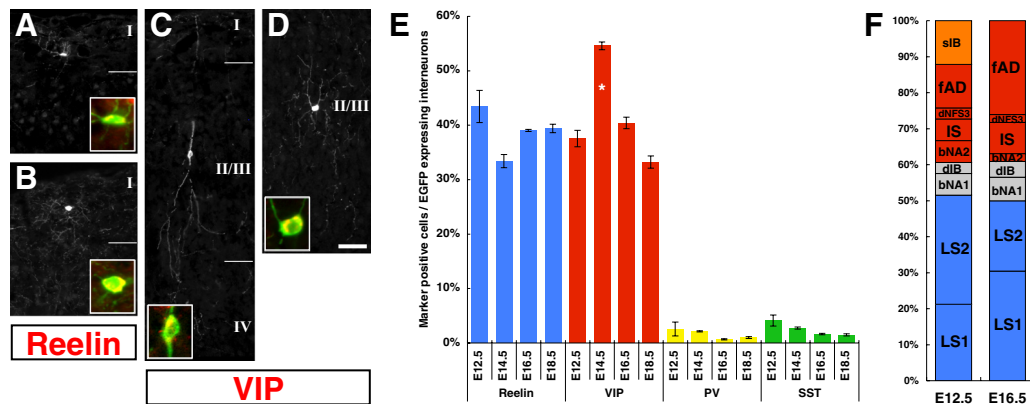 A
I
B
I
Reelin
C
I
II/III
IV
VIP
D
II/III
E
Marker positive cells / EGFP expressing interneurons
60%
50%
40%
30%
20%
10%
0%
E12.5 E14.5 E16.5 E18.5 E12.5 E14.5 E16.5 E18.5 E12.5 E14.5 E16.5 E18.5 E12.5 E14.5 E16.5 E18.5
Reelin VIP PV SST
*
F
100%
90%
80%
70%
60%
50%
40%
30%
20%
10%
0%
sIB
fAD
dNFS3
IS
bNA2
dIB
bNA1
LS2
LS1
E12.5
fAD
dNFS3
IS
bNA2
dIB
bNA1
LS2
LS1
E16.5